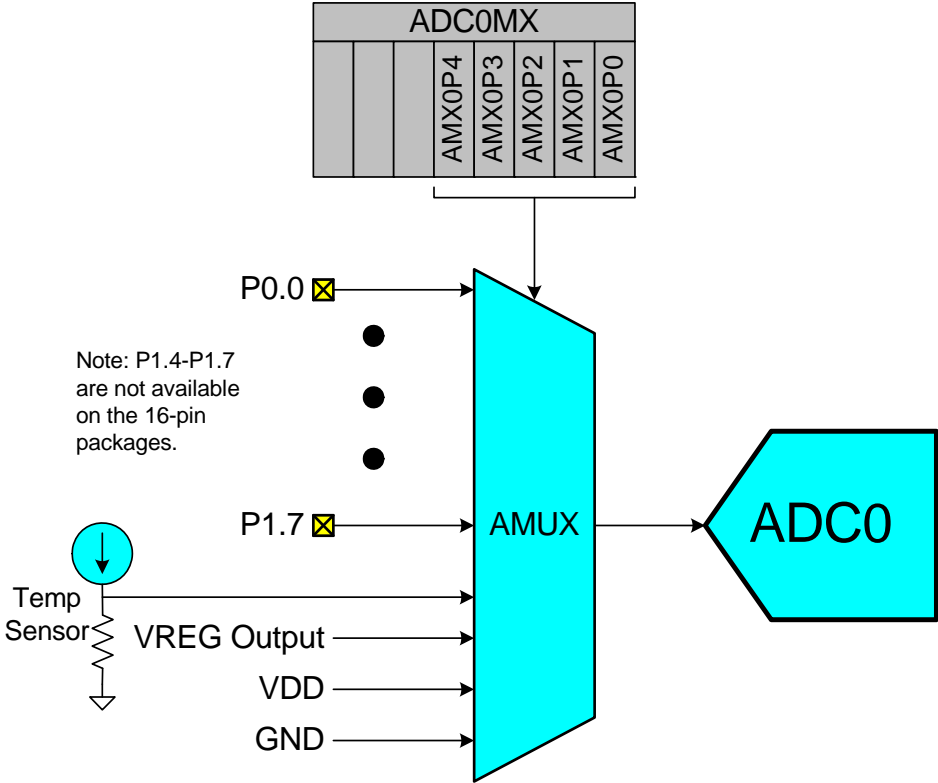 ADC0MX
AMX0P4
AMX0P3
AMX0P2
AMX0P1
AMX0P0
P0.0
Note: P1.4-P1.7
are not available
on the 16-pin
packages.
P1.7
AMUX
ADC0
Temp
Sensor
VREG Output
VDD
GND